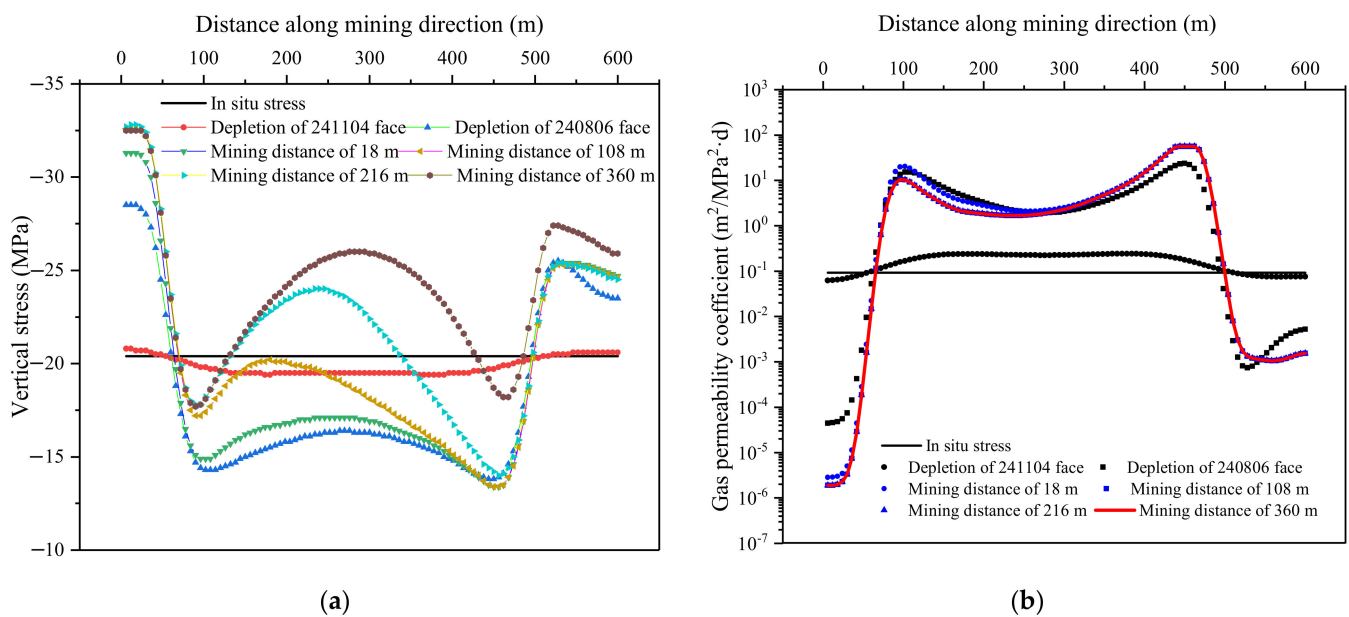 Distance along mining direction (m)
0 100 200 300 400 500 600
−35
−30
−25
−20
−15
−10
Vertical stress (MPa)
In situ stress
Depletion of 241104 face Depletion of 240806 face
Mining distance of 18 m Mining distance of 108 m
Mining distance of 216 m Mining distance of 360 m
(a)
Distance along mining direction (m)
0 100 200 300 400 500 600
10³
10²
10¹
10⁰
10⁻¹
10⁻²
10⁻³
10⁻⁴
10⁻⁵
10⁻⁶
10⁻⁷
Gas permeability coefficient (m²/MPa²·d)
In situ stress
Depletion of 241104 face Depletion of 240806 face
Mining distance of 18 m Mining distance of 108 m
Mining distance of 216 m Mining distance of 360 m
(b)